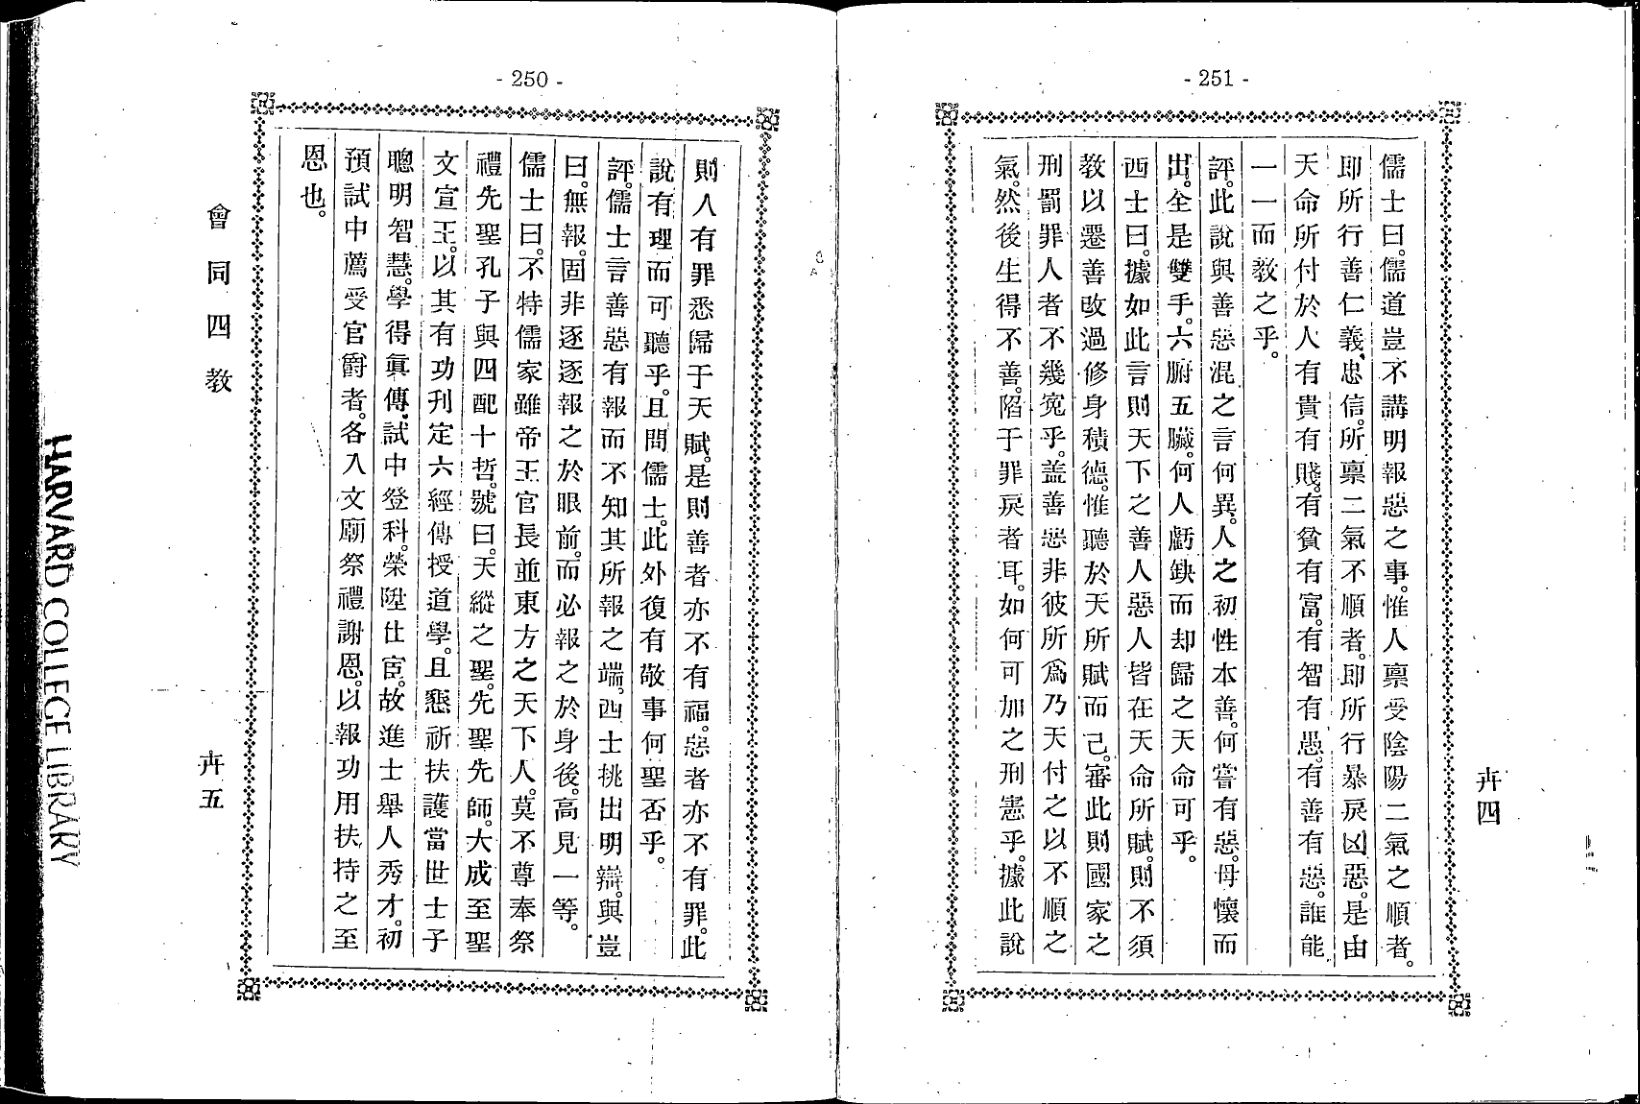 - 251 -
儒士曰。儒道豈不講明報惡之事。惟人禀受陰陽二氣之順者。
卽所行善仁義、忠信。所禀二氣不順者。卽所行暴戾凶惡。是由
天命所付於人有貴有賤。有貧有富。有智有愚。有善有惡。誰能
一一而敎之乎。
評。此說與善惡混之言何異。人之初性本善。何嘗有惡。母懷而
出。全是雙手。六腑五臟。何人虧缺而却歸之天命可乎。
西士曰。據如此言則天下之善人惡人皆在天命所賦。則不須
敎以遷善改過修身積德。惟聽於天所賦而己。審此則國家之
刑罰罪人者不幾寃乎。盖善惡非彼所爲乃天付之以不順之
氣。然後生得不善。陷于罪戾者耳。如何可加之刑憲乎。據此說
卉四
- 250 -
則人有罪悉歸于天賦。是則善者亦不有福。惡者亦不有罪。此
說有理而可聽乎。且問儒士。此外復有敬事何聖否乎。
評。儒士言善惡有報而不知其所報之端。西士挑出明辯。與豈
曰。無報。固非逐逐報之於眼前。而必報之於身後。高見一等。
儒士曰。不特儒家雖帝王官長並東方之天下人。莫不尊奉祭
禮先聖孔子與四配十哲。號曰。天縱之聖。先聖先師。大成至聖
文宣王。以其有功刋定六經傳授道學。且懇祈扶護當世士子
聰明智慧。學得眞傳、試中登科。榮陞仕宦。故進士舉人秀才。初
預試中薦受官爵者。各入文廟祭禮謝恩。以報功用扶持之至
恩也。
會同四敎
卉五
HARVARD COLLEGE LIBRARY